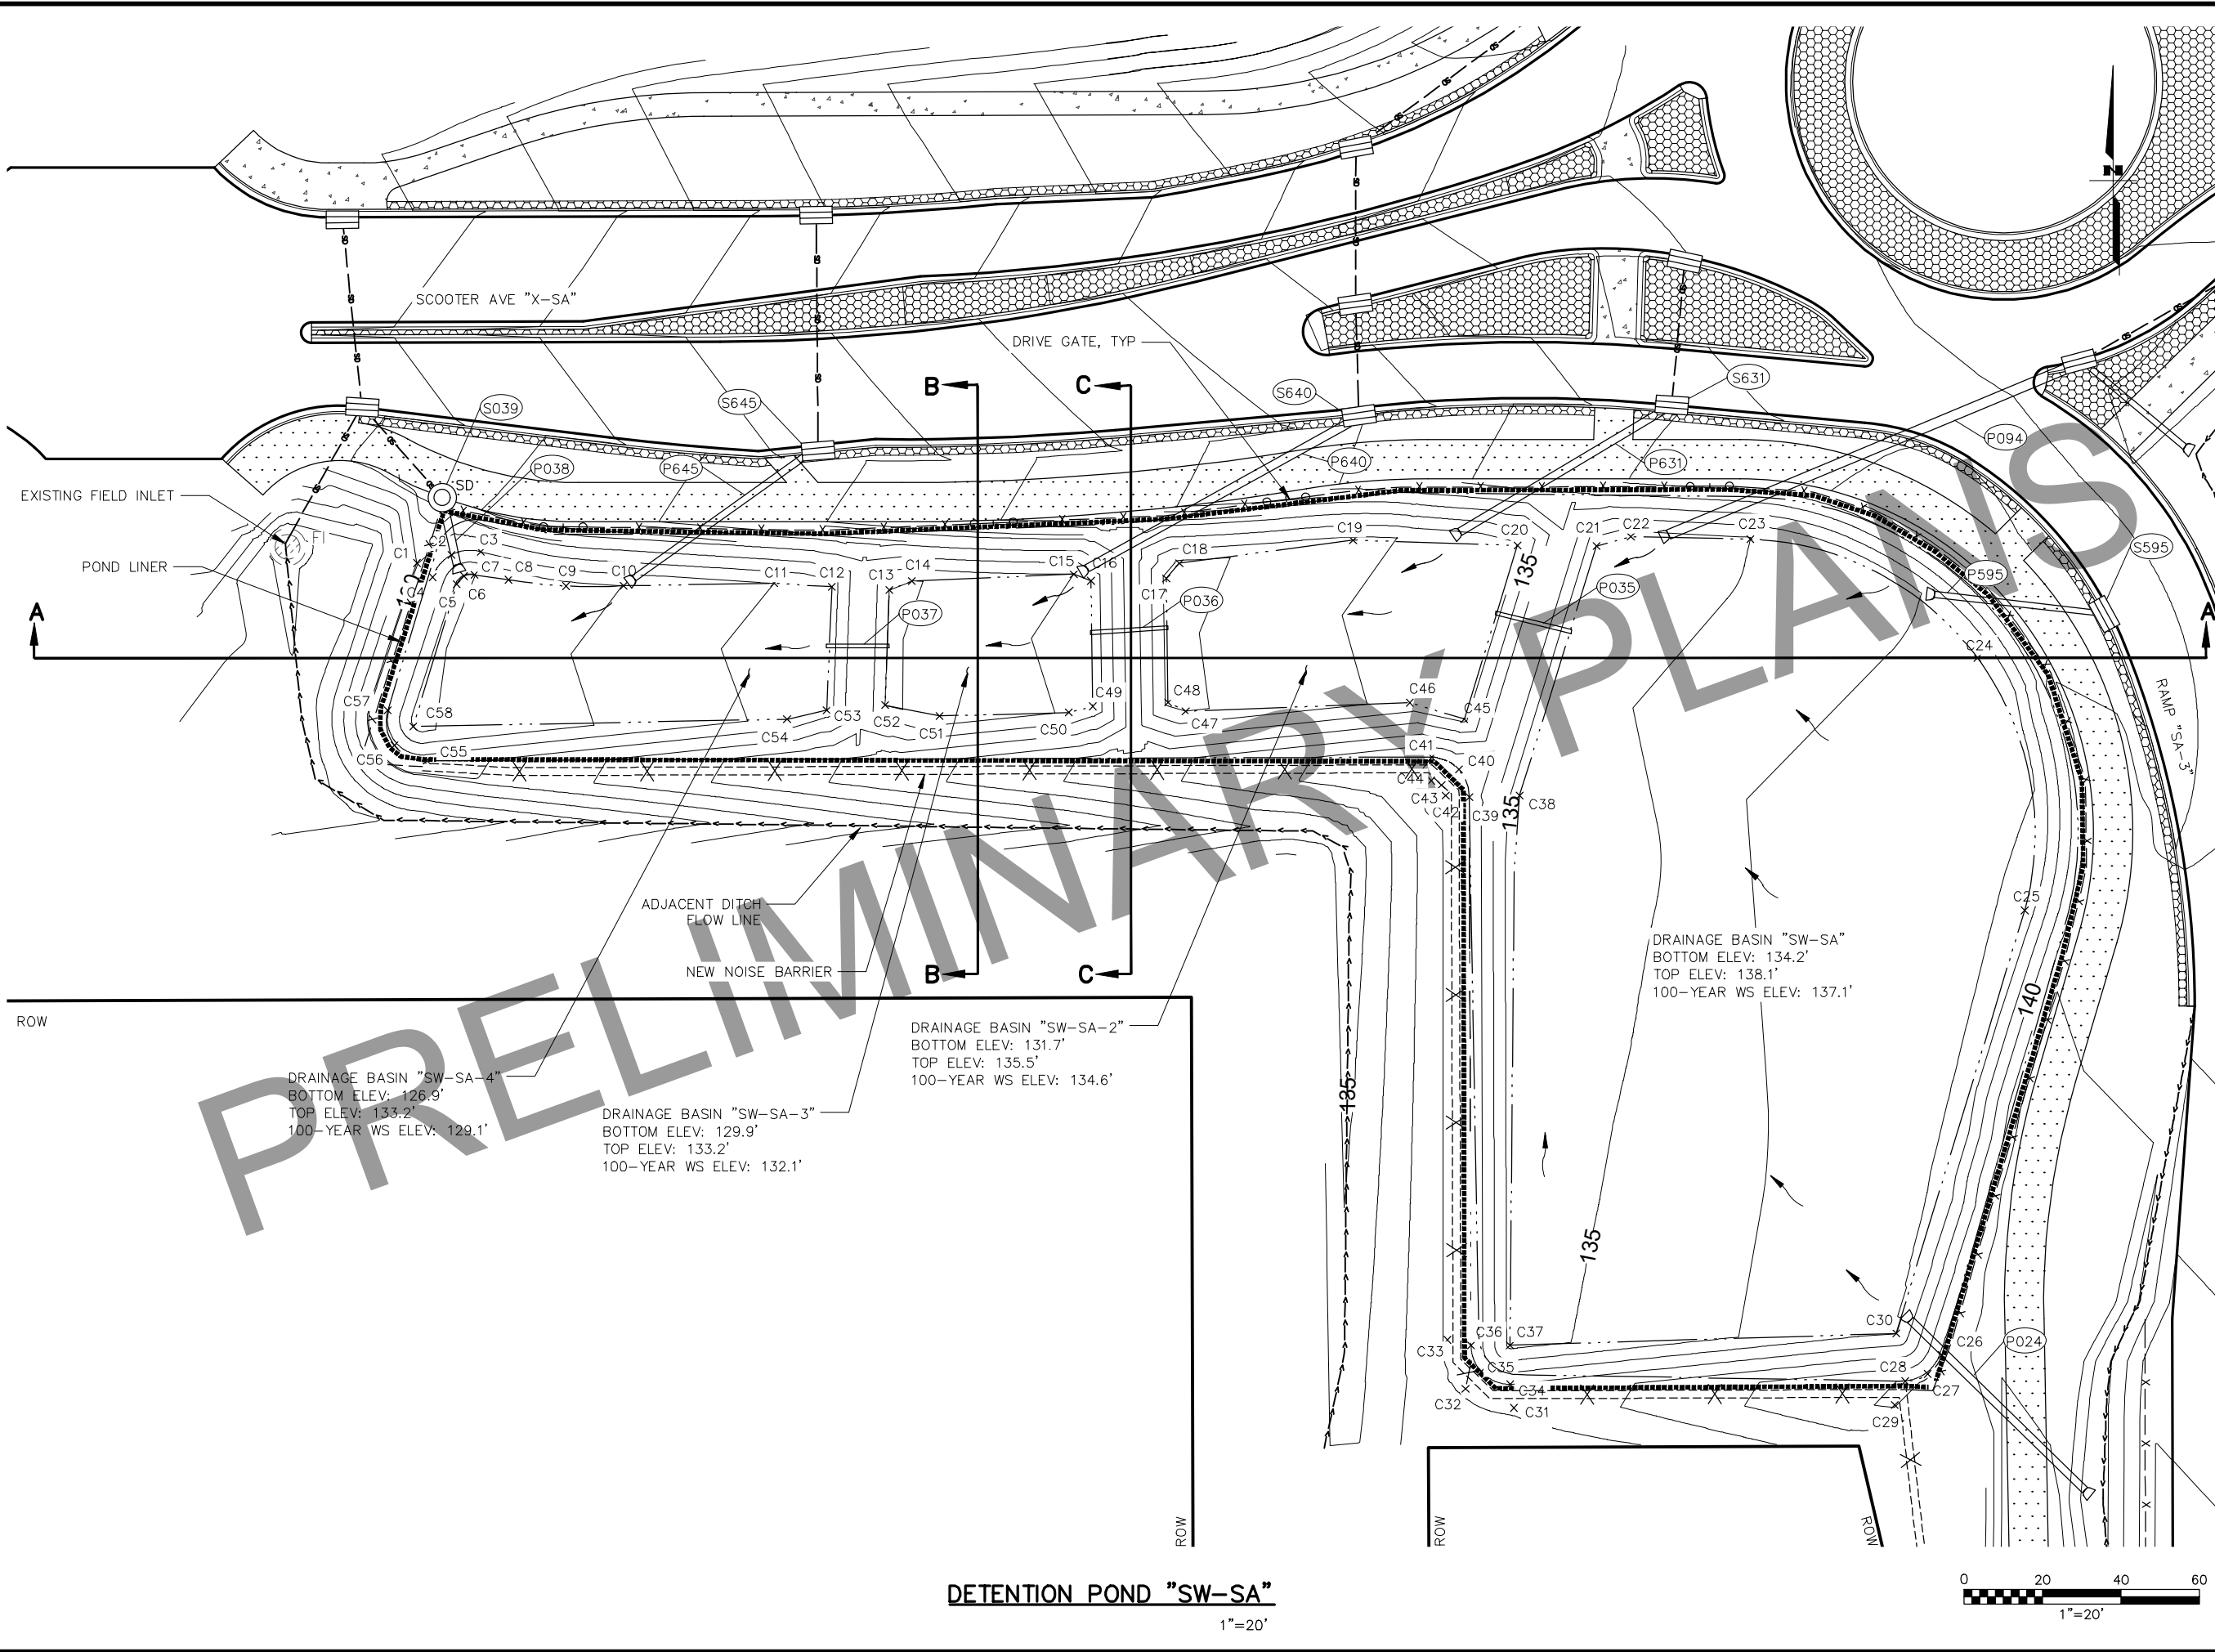 SCOOTER AVE "X-SA"
DRIVE GATE, TYP
B
C
S039
S645
S640
S631
P094
P038
P645
P640
P631
S595
EXISTING FIELD INLET
SD
FI
POND LINER
C1
C2
C3
C4
C5
C6
C7
C8
C9
C10
C11
C12
C13
C14
C15
C16
C17
C18
C19
C20
C21
C22
C23
P595
P035
P036
P037
135
A
A
C24
RAMP "SA-3"
C57
C58
C53
C52
C49
C48
C46
C45
C54
C51
C50
C47
C55
C56
C41
C40
C44
C43
C42
C39
C38
135
C25
ADJACENT DITCH
FLOW LINE
NEW NOISE BARRIER
B
C
DRAINAGE BASIN "SW-SA"
BOTTOM ELEV: 134.2'
TOP ELEV: 138.1'
100-YEAR WS ELEV: 137.1'
140
ROW
DRAINAGE BASIN "SW-SA-2"
BOTTOM ELEV: 131.7'
TOP ELEV: 135.5'
100-YEAR WS ELEV: 134.6'
DRAINAGE BASIN "SW-SA-4"
BOTTOM ELEV: 126.9'
TOP ELEV: 133.2'
100-YEAR WS ELEV: 129.1'
DRAINAGE BASIN "SW-SA-3"
BOTTOM ELEV: 129.9'
TOP ELEV: 133.2'
100-YEAR WS ELEV: 132.1'
135
135
PRELIMINARY PLANS
C30
C26
P024
C33
C36
C37
C35
C34
C28
C27
C32
C31
C29
ROW
ROW
ROW
DETENTION POND "SW-SA"
1"=20'
0 20 40 60
1"=20'
N